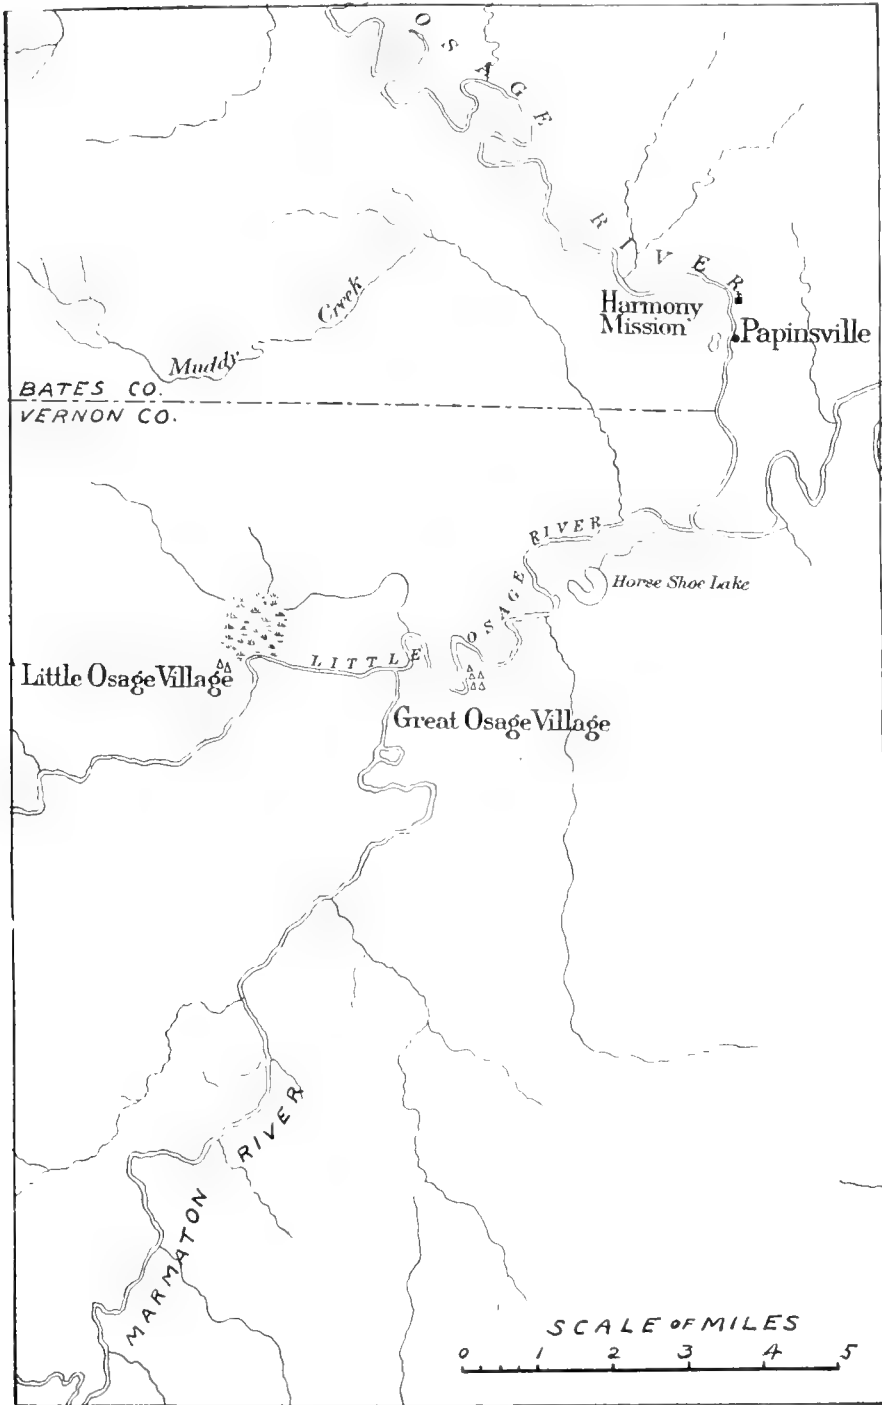 OSAGE RIVER
Harmony
Mission
Papinsville
Muddy Creek
BATES CO.
VERNON CO.
LITTLE OSAGE RIVER
Horse Shoe Lake
Little Osage Village
Great Osage Village
MARMATON RIVER
SCALE OF MILES
0 1 2 3 4 5